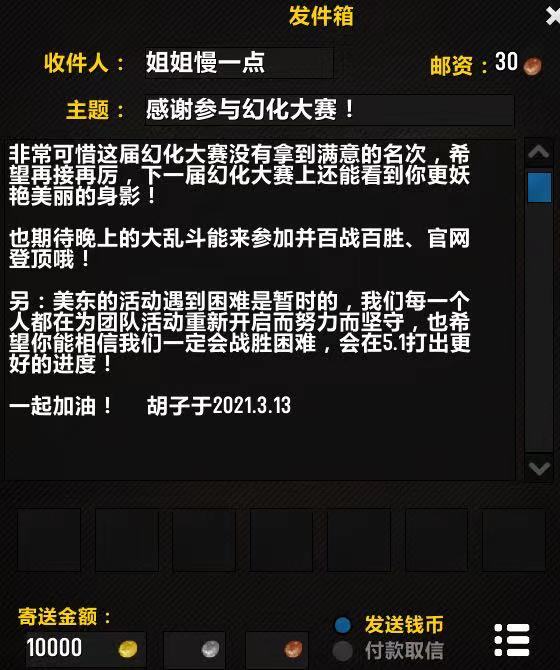 发件箱
收件人： 姐姐慢一点 邮资：30
主题： 感谢参与幻化大赛！
非常可惜这届幻化大赛没有拿到满意的名次，希
望再接再厉，下一届幻化大赛上还能看到你更妖
艳美丽的身影！
也期待晚上的大乱斗能来参加并百战百胜、官网
登顶哦！
另：美东的活动遇到困难是暂时的，我们每一个
人都在为团队活动重新开启而努力而坚守，也希
望你能相信我们一定会战胜困难，会在5.1打出更
好的进度！
一起加油！ 胡子于2021.3.13
寄送金额：
10000
发送钱币
付款取信